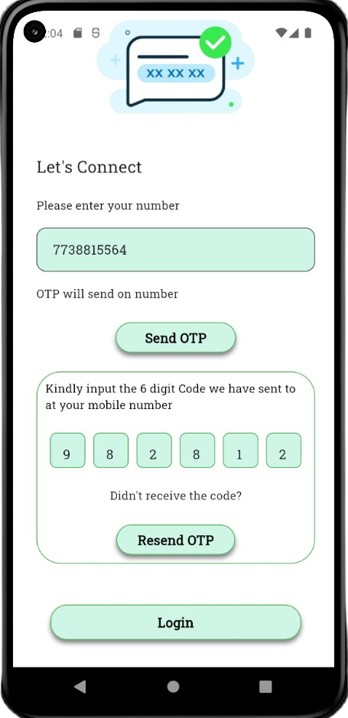 :04
XX XX XX
Let's Connect
Please enter your number
7738815564
OTP will send on number
Send OTP
Kindly input the 6 digit Code we have sent to
at your mobile number
9 8 2 8 1 2
Didn't receive the code?
Resend OTP
Login